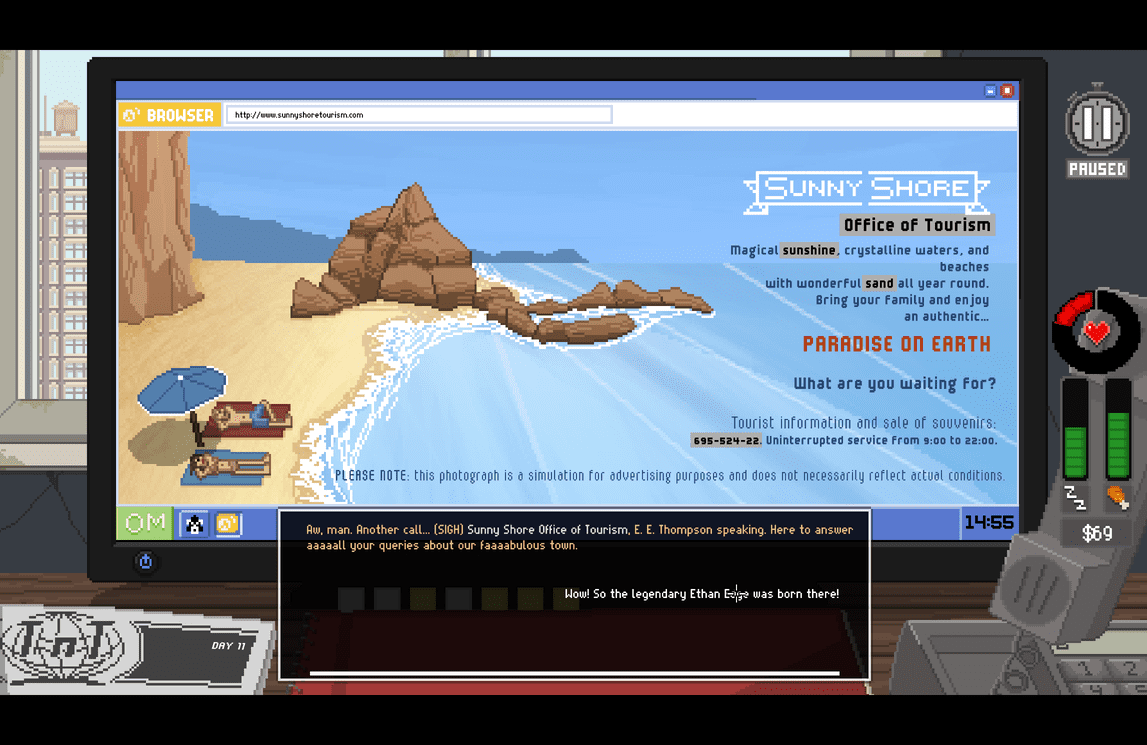 BROWSER
http://www.sunnyshoretourism.com
PAUSED
SUNNY SHORE
Office of Tourism
Magical sunshine, crystalline waters, and
beaches
with wonderful sand all year round.
Bring your family and enjoy
an authentic...
PARADISE ON EARTH
What are you waiting for?
Tourist information and sale of souvenirs:
695-524-22. Uninterrupted service from 9:00 to 22:00.
PLEASE NOTE: this photograph is a simulation for advertising purposes and does not necessarily reflect actual conditions.
OM
14:55
$69
Aw, man. Another call... (SIGH) Sunny Shore Office of Tourism, E. E. Thompson speaking. Here to answer
aaaaall your queries about our faaaabulous town.
Wow! So the legendary Ethan was born there!
TnT
DAY 11
1 2